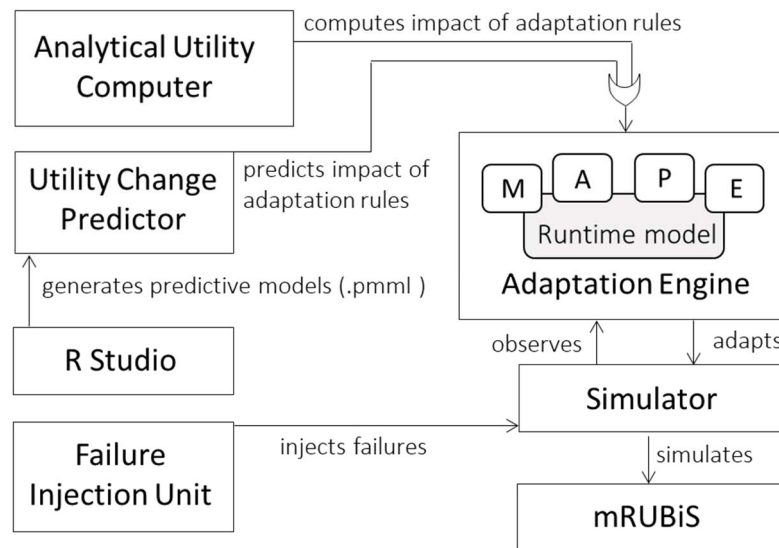 computes impact of adaptation rules
Analytical Utility
Computer
Utility Change
Predictor
predicts impact of
adaptation rules
M
A
P
E
Runtime model
Adaptation Engine
generates predictive models (.pmml )
R Studio
observes
adapts
Simulator
Failure
Injection Unit
injects failures
simulates
mRUBiS